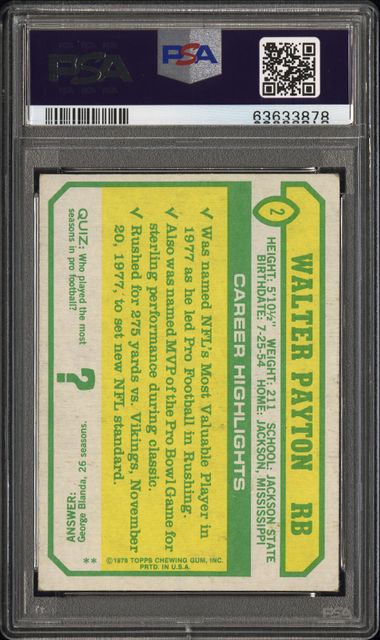 PSA
PSA
63633878
2
WALTER PAYTON RB
HEIGHT: 5'10½" WEIGHT: 211 SCHOOL: JACKSON STATE
BIRTHDATE: 7-25-54 HOME: JACKSON, MISSISSIPPI
CAREER HIGHLIGHTS
✓ Was named NFL's Most Valuable Player in
1977 as he led Pro Football in Rushing.
✓ Also was named MVP of the Pro Bowl Game for
sterling performance during classic.
✓ Rushed for 275 yards vs. Vikings, November
20, 1977, to set new NFL standard.
QUIZ: Who played the most
seasons in pro football?
?
ANSWER:
George Blanda, 26 seasons.
**
©1978 TOPPS CHEWING GUM, INC.
PRTD. IN U.S.A.